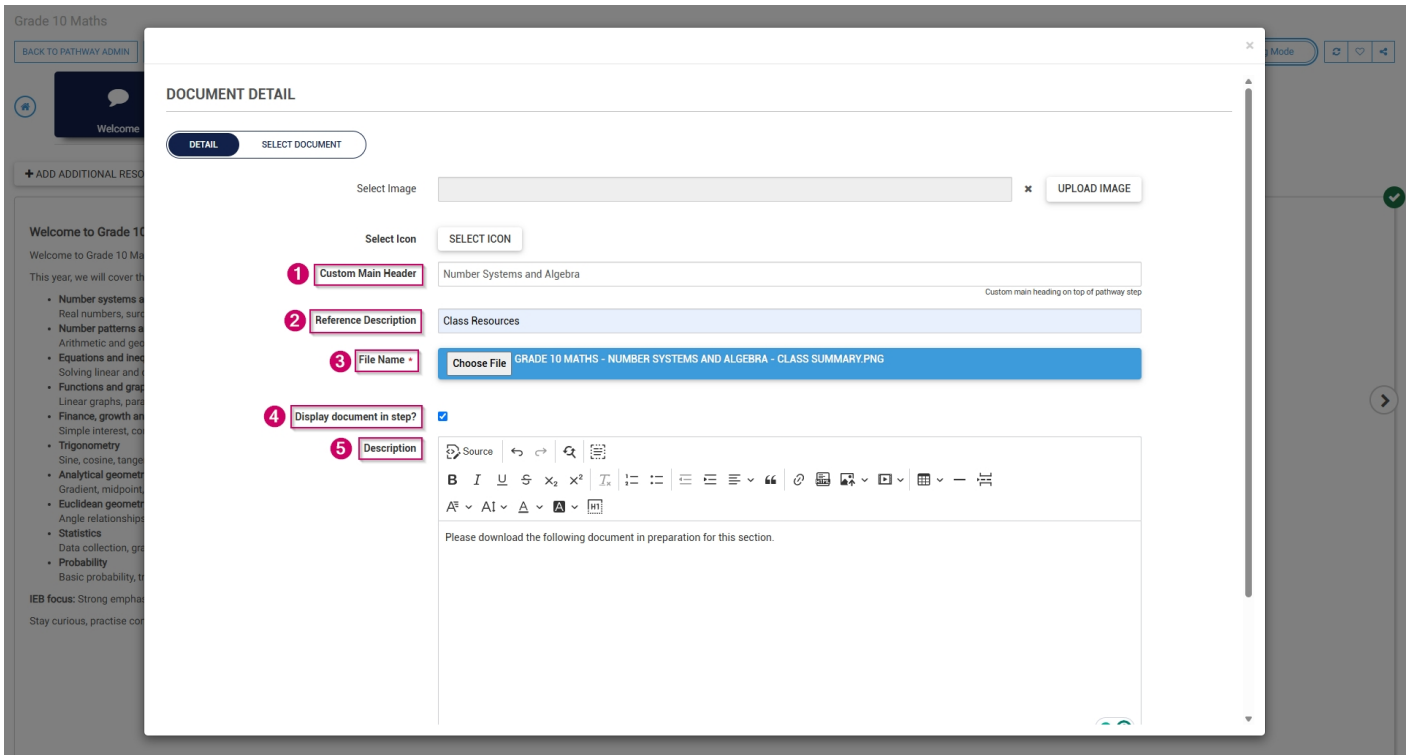 Grade 10 Maths
BACK TO PATHWAY ADMIN
Mode
×
Welcome
DOCUMENT DETAIL
DETAIL
SELECT DOCUMENT
+ ADD ADDITIONAL RESO
Select Image
UPLOAD IMAGE
Select Icon
SELECT ICON
1 Custom Main Header
Number Systems and Algebra
Custom main heading on top of pathway step
2 Reference Description
Class Resources
3 File Name *
Choose File GRADE 10 MATHS - NUMBER SYSTEMS AND ALGEBRA - CLASS SUMMARY.PNG
4 Display document in step?
5 Description
Source
B I U S x₂ x² Tx
A A A A H1
Please download the following document in preparation for this section.
Welcome to Grade 10
Welcome to Grade 10 Ma
This year, we will cover th
Number systems a
Real numbers, surd
Number patterns a
Arithmetic and geo
Equations and ineq
Solving linear and
Functions and grap
Linear graphs, para
Finance, growth an
Simple interest, co
Trigonometry
Sine, cosine, tange
Analytical geometr
Gradient, midpoint,
Euclidean geometr
Angle relationships
Statistics
Data collection, gra
Probability
Basic probability, tr
IEB focus: Strong emphas
Stay curious, practise con